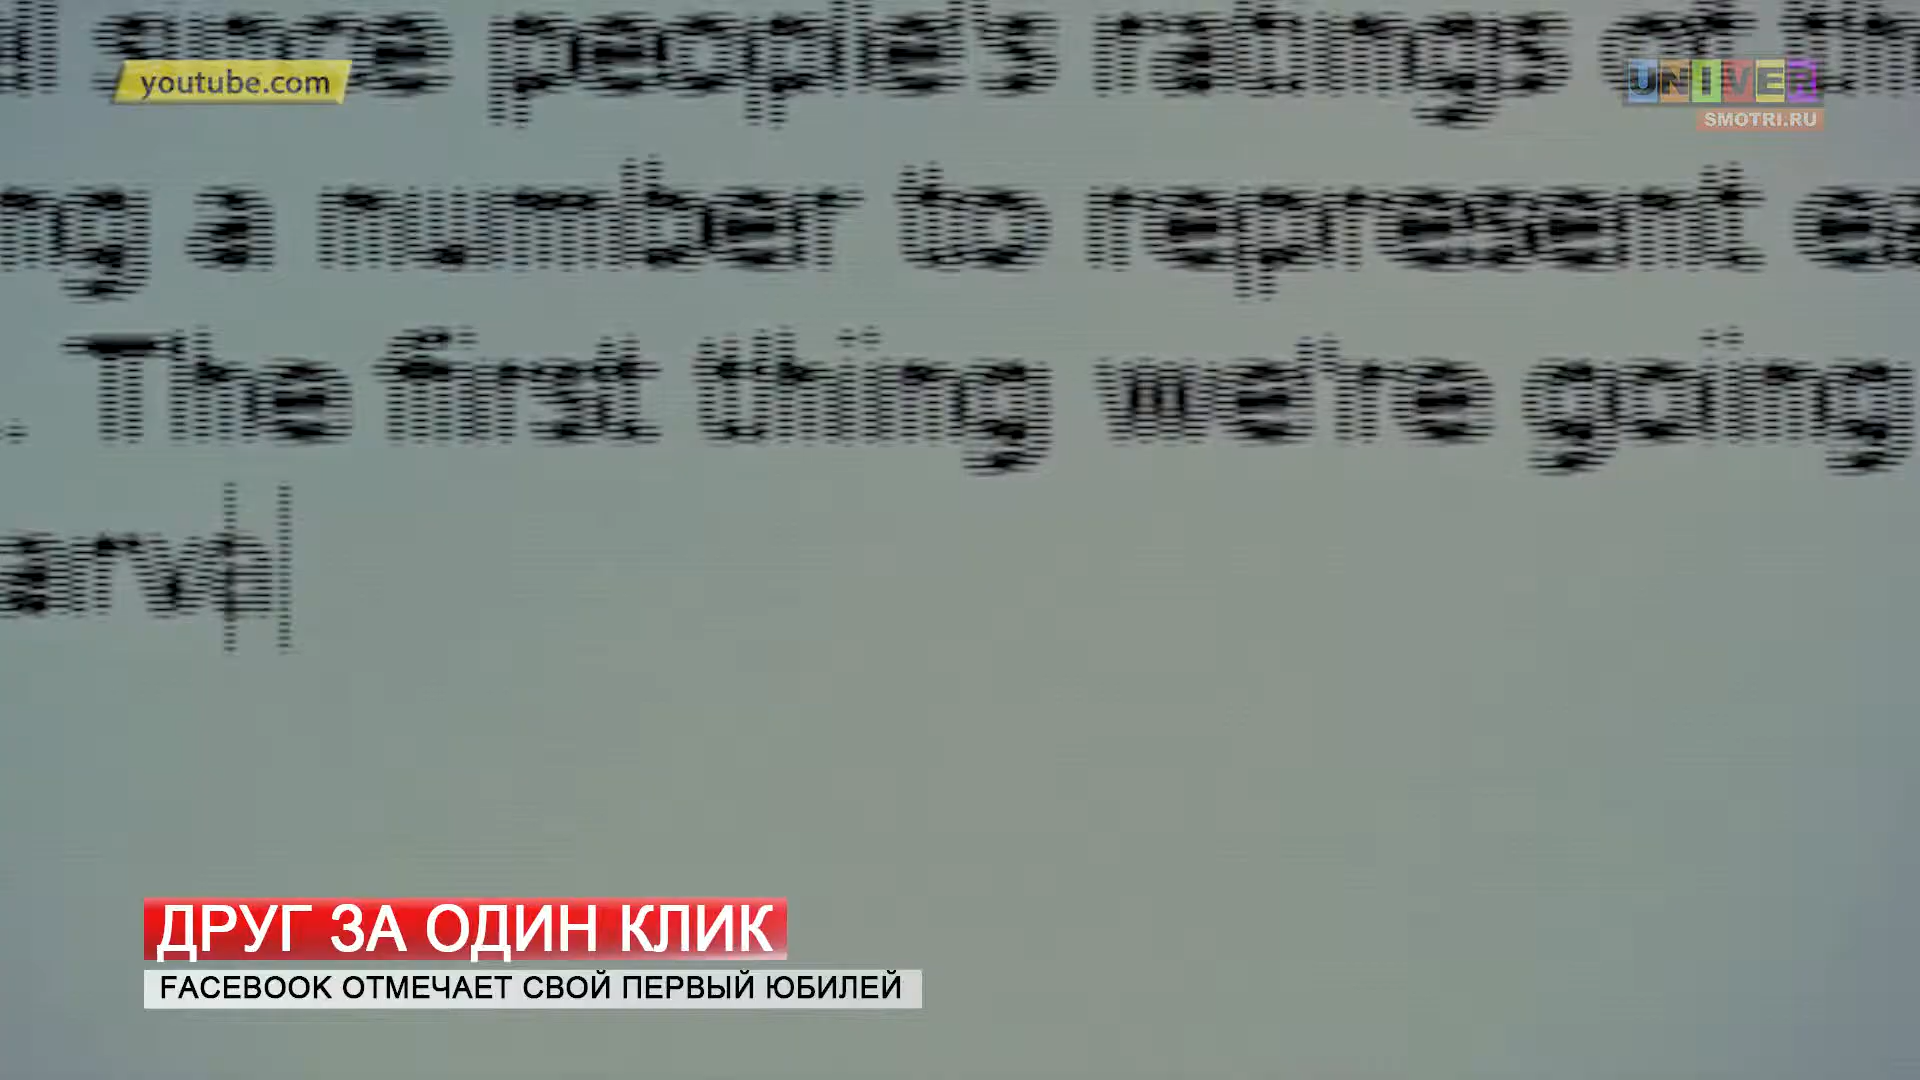 people's ratings of
youtube.com
UNIVER
SMOTRI.RU
a number to represent
. The first thing we're going
ДРУГ ЗА ОДИН КЛИК
FACEBOOK ОТМЕЧАЕТ СВОЙ ПЕРВЫЙ ЮБИЛЕЙ